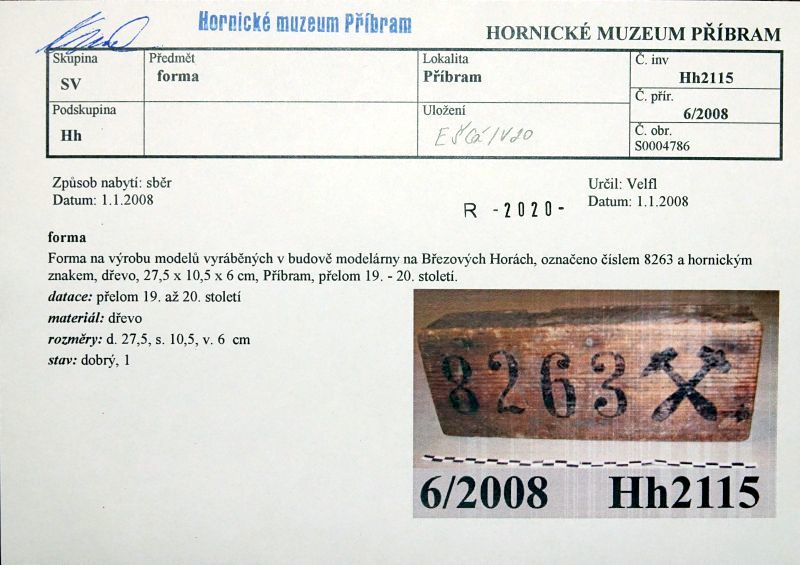 Hornické muzeum Příbram
HORNICKÉ MUZEUM PŘÍBRAM
Skupina
SV
Předmět
forma
Lokalita
Příbram
Č. inv
Hh2115
Podskupina
Hh
Uložení
Č. přír.
6/2008
Č. obr.
S0004786
Způsob nabytí: sběr
Datum: 1.1.2008
R -2020-
Určil: Velfl
Datum: 1.1.2008
forma
Forma na výrobu modelů vyráběných v budově modelárny na Březových Horách, označeno číslem 8263 a hornickým
znakem, dřevo, 27,5 x 10,5 x 6 cm, Příbram, přelom 19. - 20. století.
datace: přelom 19. až 20. století
materiál: dřevo
rozměry: d. 27,5, s. 10,5, v. 6 cm
stav: dobrý, 1
8263
6/2008 Hh2115